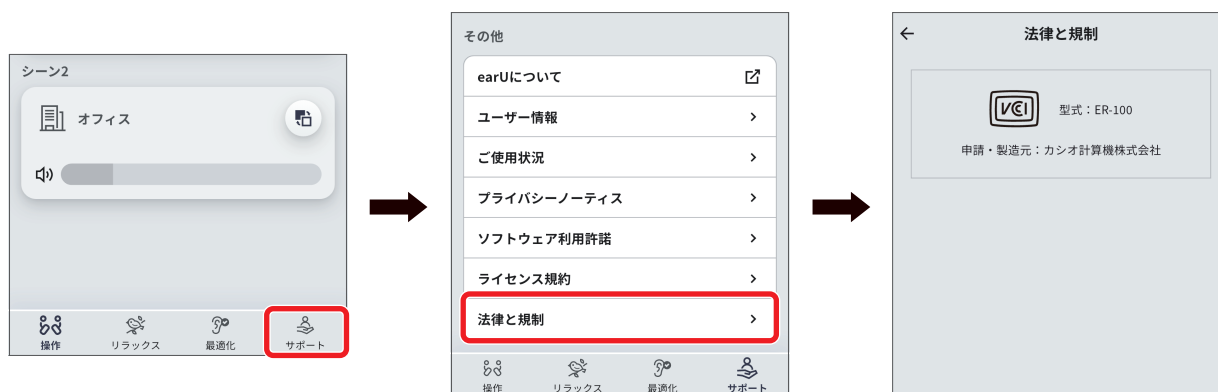 シーン2
オフィス
操作
リラックス
最適化
サポート
その他
earUについて
ユーザー情報
ご使用状況
プライバシーノーティス
ソフトウェア利用許諾
ライセンス規約
法律と規制
操作
リラックス
最適化
サポート
法律と規制
VCI
型式：ER-100
申請・製造元：カシオ計算機株式会社